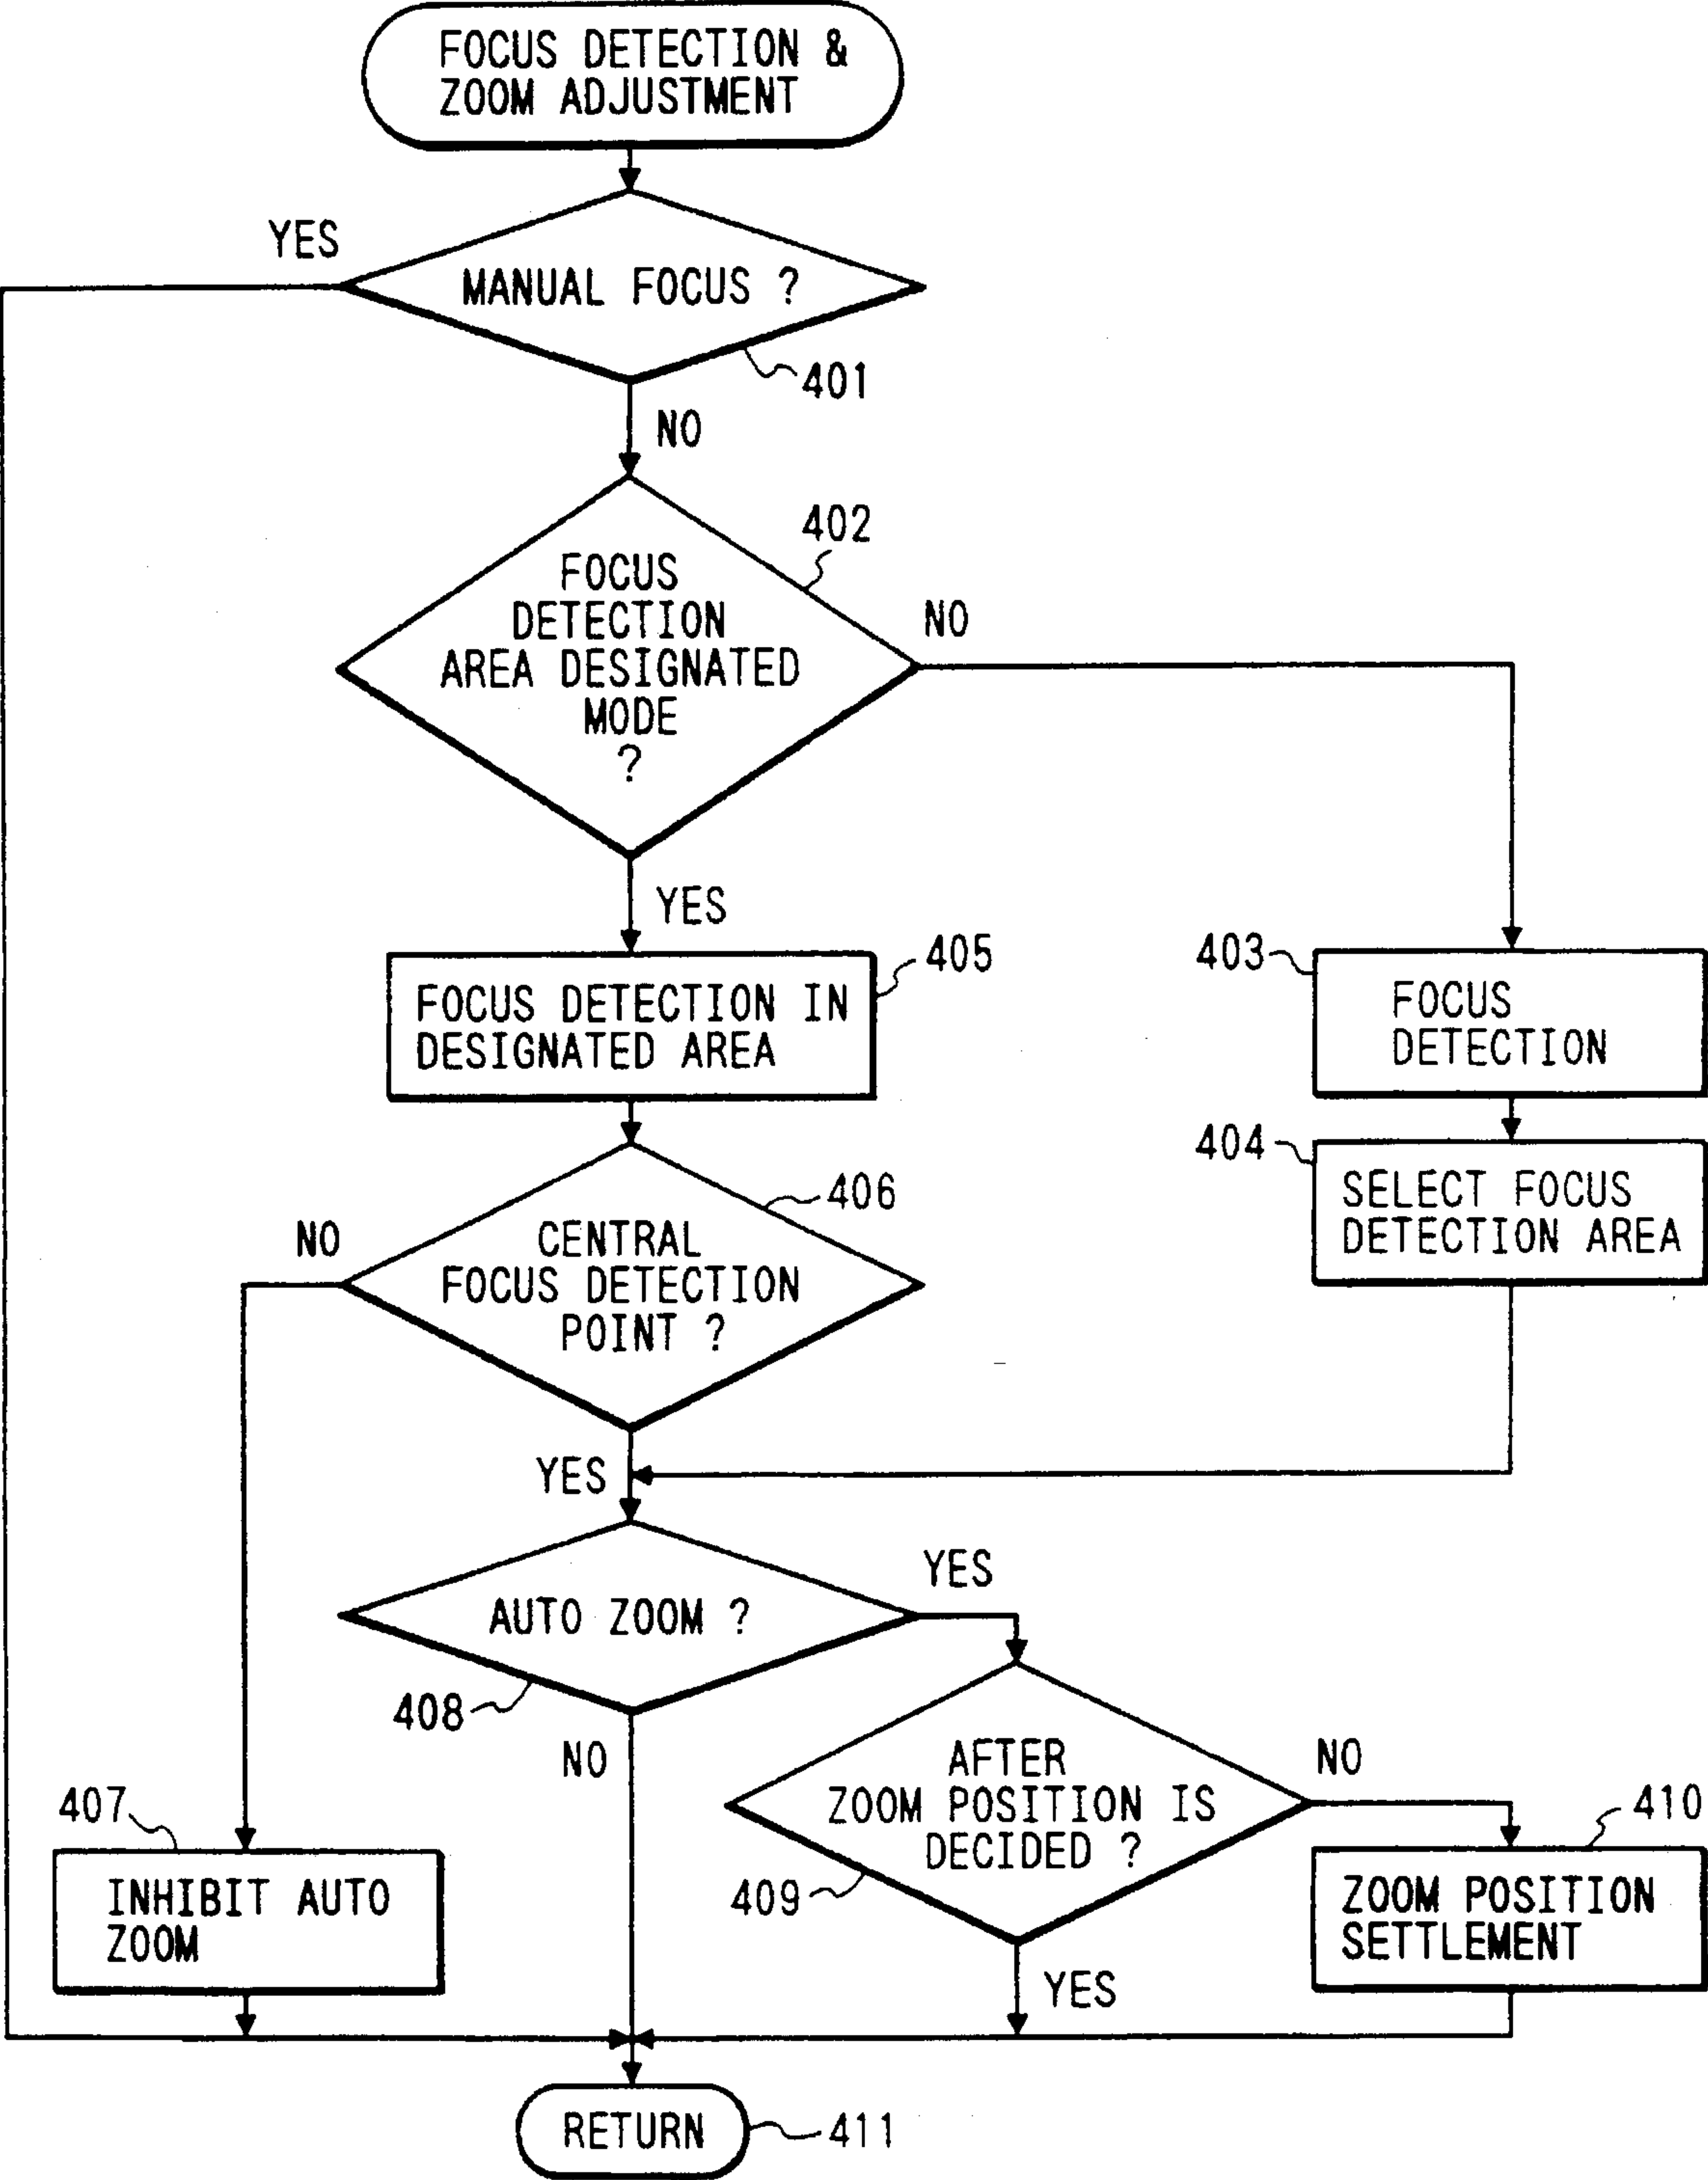 FOCUS DETECTION &
ZOOM ADJUSTMENT
YES
MANUAL FOCUS ?
401
NO
402
FOCUS
DETECTION
AREA DESIGNATED
MODE
?
NO
YES
405
FOCUS DETECTION IN
DESIGNATED AREA
403
FOCUS
DETECTION
404
SELECT FOCUS
DETECTION AREA
406
NO
CENTRAL
FOCUS DETECTION
POINT ?
YES
AUTO ZOOM ?
YES
408
NO
AFTER
ZOOM POSITION IS
DECIDED ?
NO
409
407
INHIBIT AUTO
ZOOM
410
ZOOM POSITION
SETTLEMENT
YES
RETURN
411